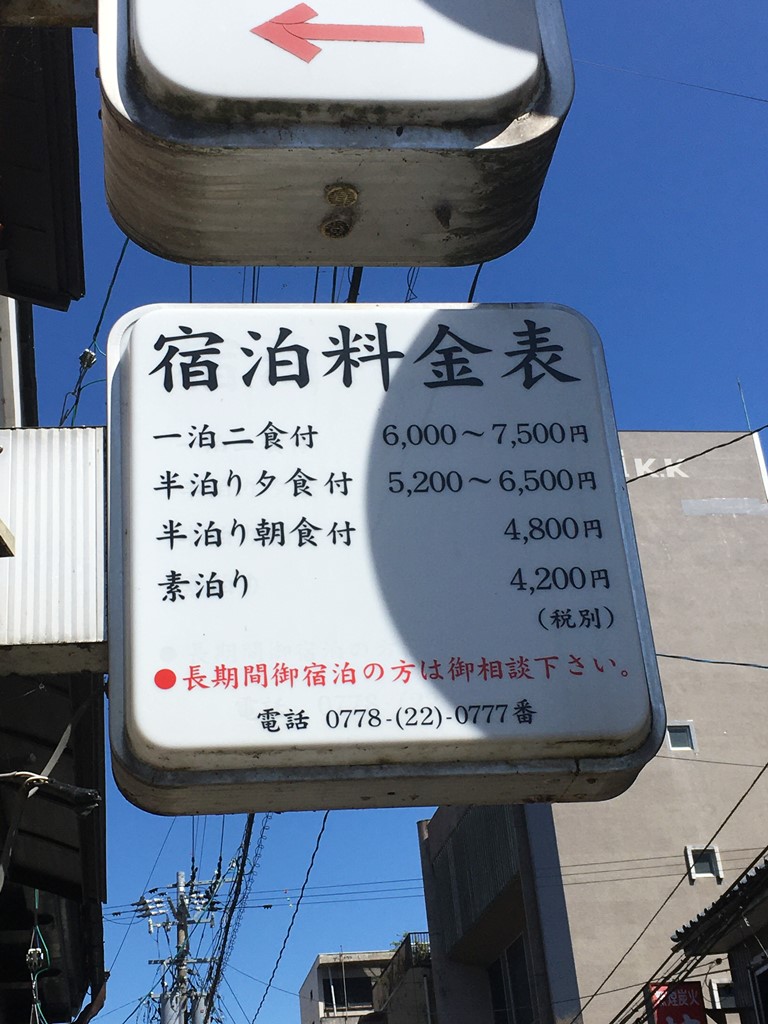 宿泊料金表
一泊二食付 6,000～7,500円
半泊り夕食付 5,200～6,500円
半泊り朝食付 4,800円
素泊り 4,200円
（税別）
●長期間御宿泊の方は御相談下さい。
電話 0778-(22)-0777番
K.K